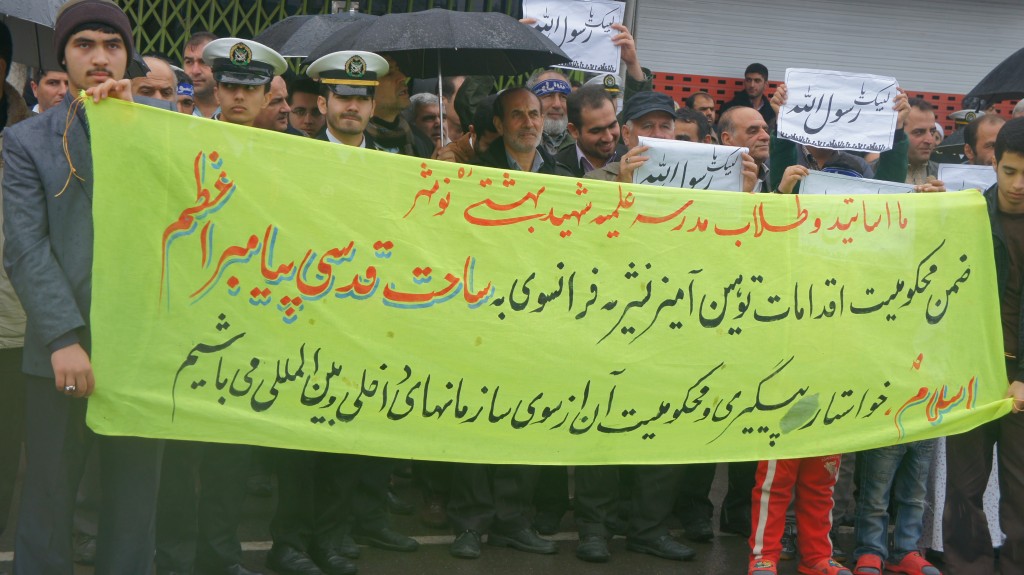 لبیک یا
رسول الله
لبیک یا
رسول الله
لبیک یا
رسول الله
ما اساتید و طلاب مدرسه علمیه شهید بهشتی نوشهر
ضمن محکومیت اقدامات توهین آمیز نشریه فرانسوی به ساحت قدسی پیامبر اعظم
اسلام خواستار پیگیری و محکومیت آن از سوی سازمانهای داخلی و بین المللی می باشیم